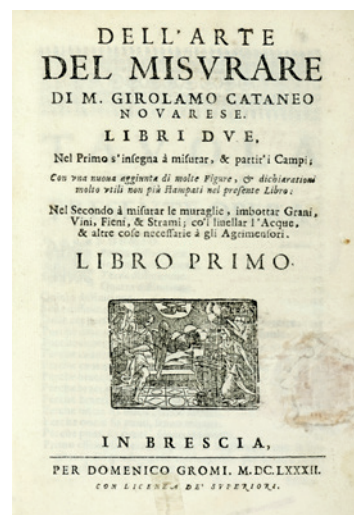 DELL'ARTE
DEL MISVRARE
DI M. GIROLAMO CATANEO
NOVARESE.
LIBRI DVE,
Nel Primo s'insegna à misurar, & partir'i Campi;
Con vna nuoua aggiunta di molte Figure, & dichiarationi
molto vtili non più stampati nel presente Libro:
Nel Secondo à misurar le muraglie, imbottar Grani,
Vini, Fieni, & Strami; co'l liuellar l'Acque,
& altre cose necessarie à gli Agrimensori.
LIBRO PRIMO.
IN BRESCIA,
PER DOMENICO GROMI. M.DC.LXXXII.
CON LICENZA DE' SVPERIORI.